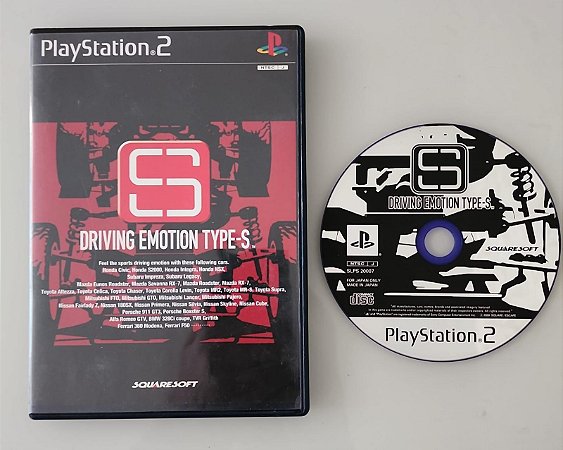 PlayStation.2
NTSC J
S
DRIVING EMOTION TYPE-S
Feel the sports driving emotion with these following cars.
Honda Civic, Honda S2000, Honda Integra, Honda NSX,
Subaru Impreza, Subaru Legacy,
Mazda Eunos Roadster, Mazda Savanna RX-7, Mazda Roadster, Mazda RX-7,
Toyota Altezza, Toyota Celica, Toyota Chaser, Toyota Corolla Levin, Toyota MR2, Toyota MR-S, Toyota Supra,
Mitsubishi FTO, Mitsubishi GTO, Mitsubishi Lancer, Mitsubishi Pajero,
Nissan Fairlady Z, Nissan 180SX, Nissan Primera, Nissan Silvia, Nissan Skyline, Nissan Cube,
Porsche 911 GT3, Porsche Boxster S,
Alfa Romeo GTV, BMW 328Ci coupe, TVR Griffith
Ferrari 360 Modena, Ferrari F50
SQUARESOFT
S
DRIVING EMOTION TYPE-S
SQUARESOFT
NTSC J
SLPS 20007
FOR JAPAN ONLY
MADE IN JAPAN
COMPACT
disc
PlayStation.2